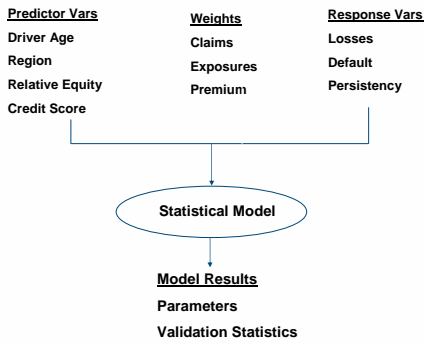 Predictor Vars
Driver Age
Region
Relative Equity
Credit Score
Weights
Claims
Exposures
Premium
Response Vars
Losses
Default
Persistency
Statistical Model
Model Results
Parameters
Validation Statistics